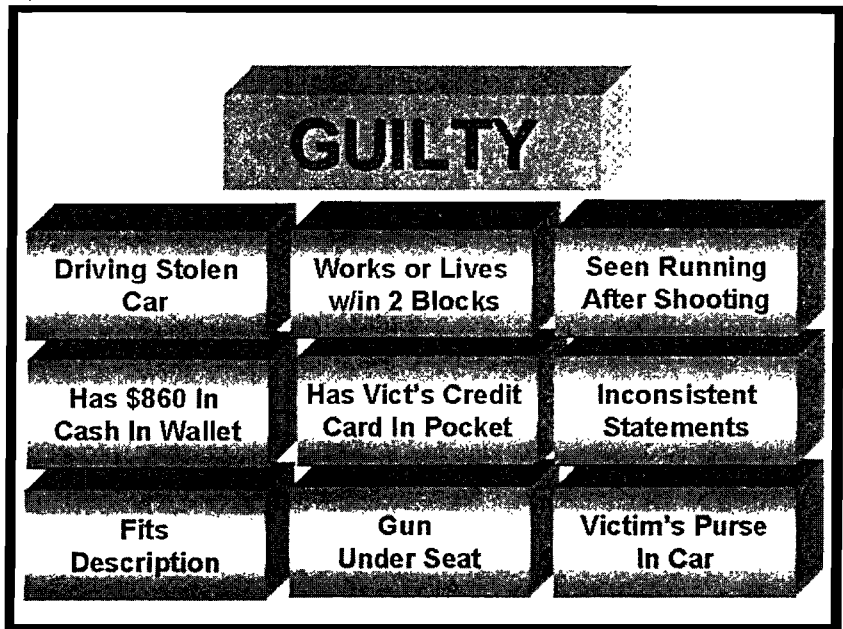 GUILTY
Driving Stolen
Car
Works or Lives
w/in 2 Blocks
Seen Running
After Shooting
Has $860 In
Cash In Wallet
Has Vict's Credit
Card In Pocket
Inconsistent
Statements
Fits
Description
Gun
Under Seat
Victim's Purse
In Car